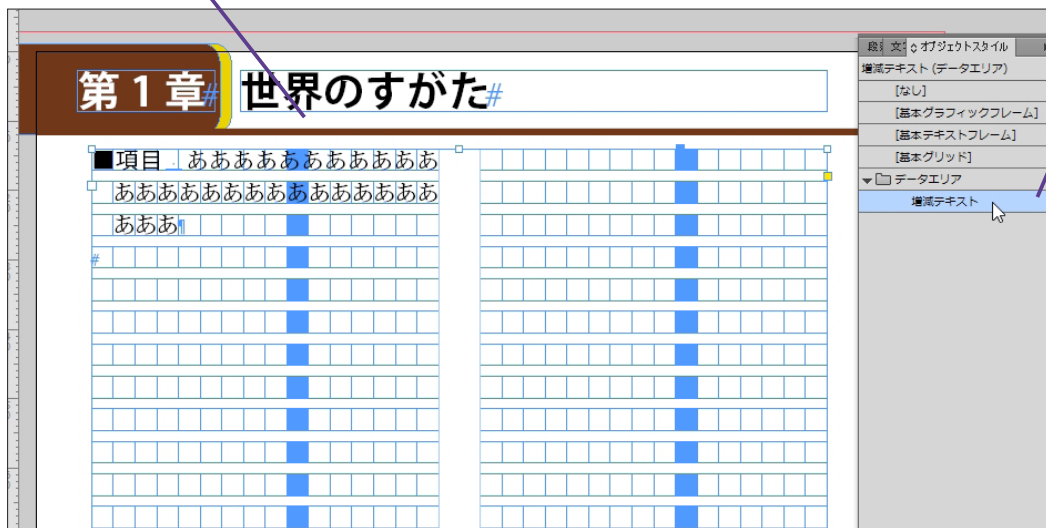 第1章#
世界のすがた#
■項目 あああああああああああ
あああああああああああああああ
あああ¶
#
段 文 オブジェクトスタイル
増減テキスト (データエリア)
[なし]
[基本グラフィックフレーム]
[基本テキストフレーム]
[基本グリッド]
データエリア
増減テキスト